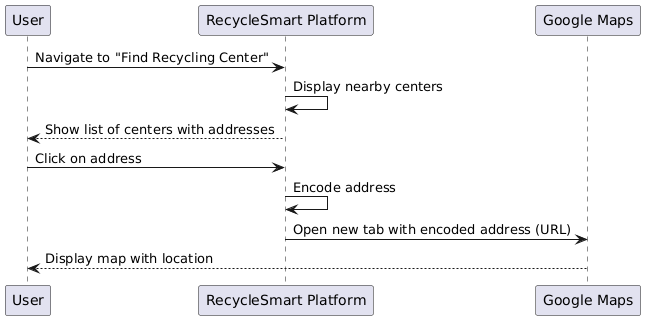 User RecycleSmart Platform Google Maps
Navigate to "Find Recycling Center"
Display nearby centers
Show list of centers with addresses
Click on address
Encode address
Open new tab with encoded address (URL)
Display map with location
User RecycleSmart Platform Google Maps